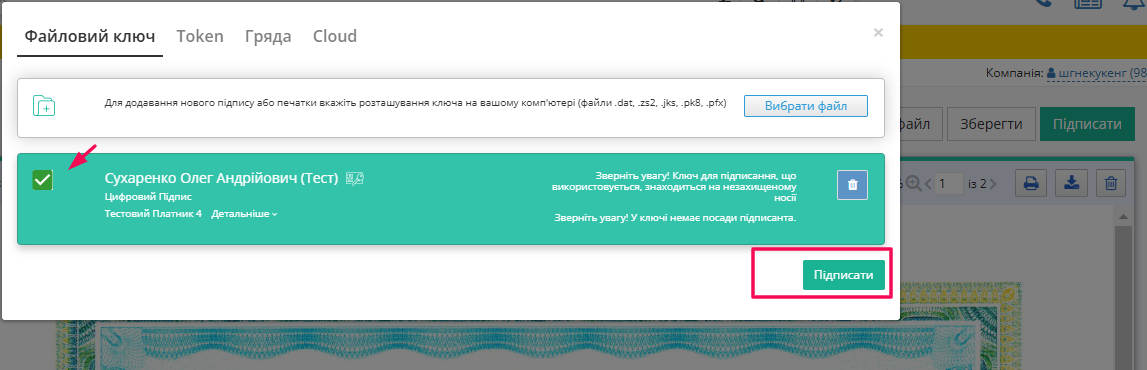 Файловий ключ Token Гряда Cloud ×
Компанія: шгнекукенг (98
Для додавання нового підпису або печатки вкажіть розташування ключа на вашому комп'ютері (файли .dat, .zs2, .jks, .pk8, .pfx) Вибрати файл
файл Зберегти Підписати
Сухаренко Олег Андрійович (Тест)
Цифровий Підпис
Тестовий Платник 4 Детальніше
Зверніть увагу! Ключ для підписання, що
використовується, знаходиться на незахищеному
носії
Зверніть увагу! У ключі немає посади підписанта.
% 1 із 2
Підписати